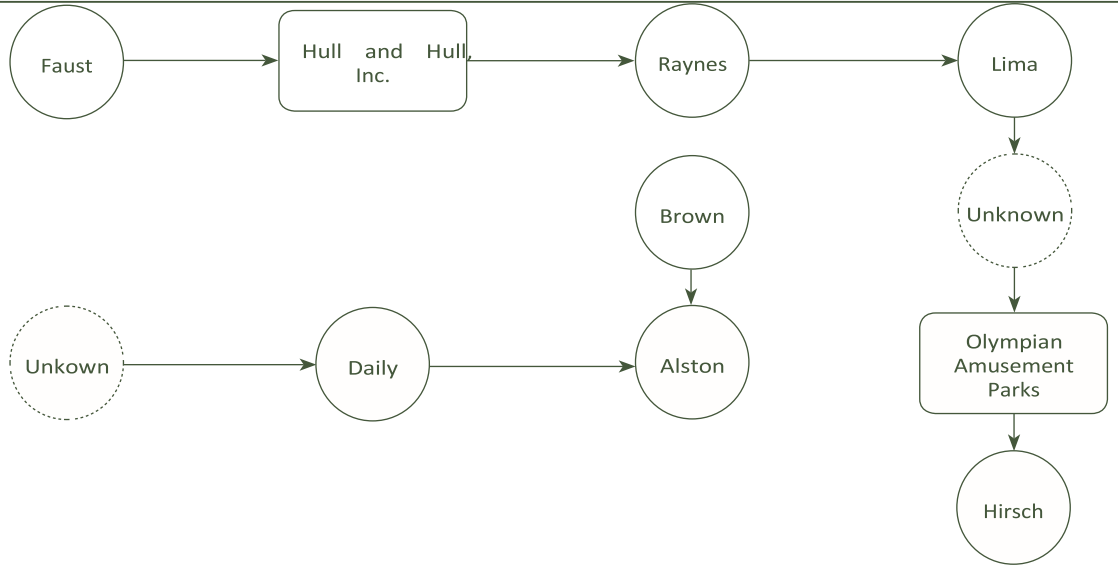 Faust
Hull and Hull,
Inc.
Raynes
Lima
Brown
Unknown
Unkown
Daily
Alston
Olympian
Amusement
Parks
Hirsch